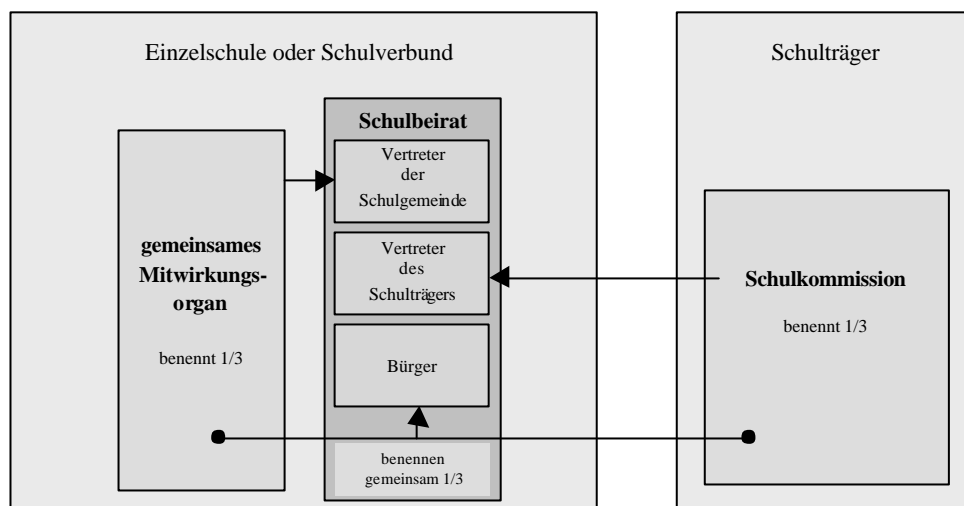 Einzelschule oder Schulverbund
Schulträger
Schulbeirat
Vertreter
der
Schulgemeinde
gemeinsames
Mitwirkungs-
organ
benennt 1/3
Vertreter
des
Schulträgers
Schulkommission
benennt 1/3
Bürger
benennen
gemeinsam 1/3